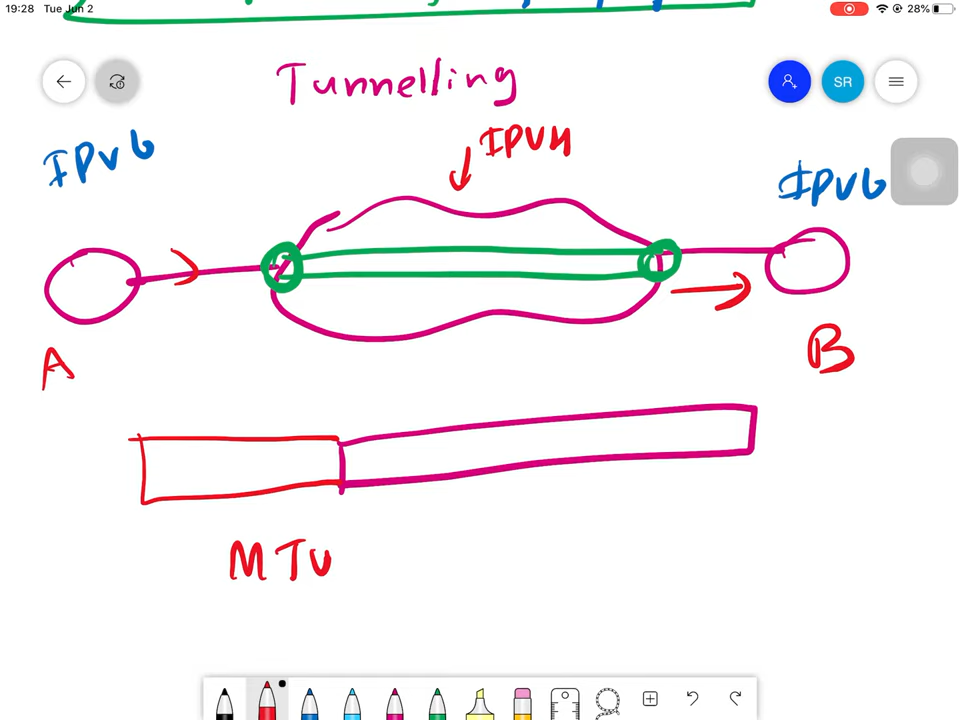 19:28 Tue Jun 2
28%
Tunnelling
SR
IPv6
IPV4
IPv6
A
B
MTU